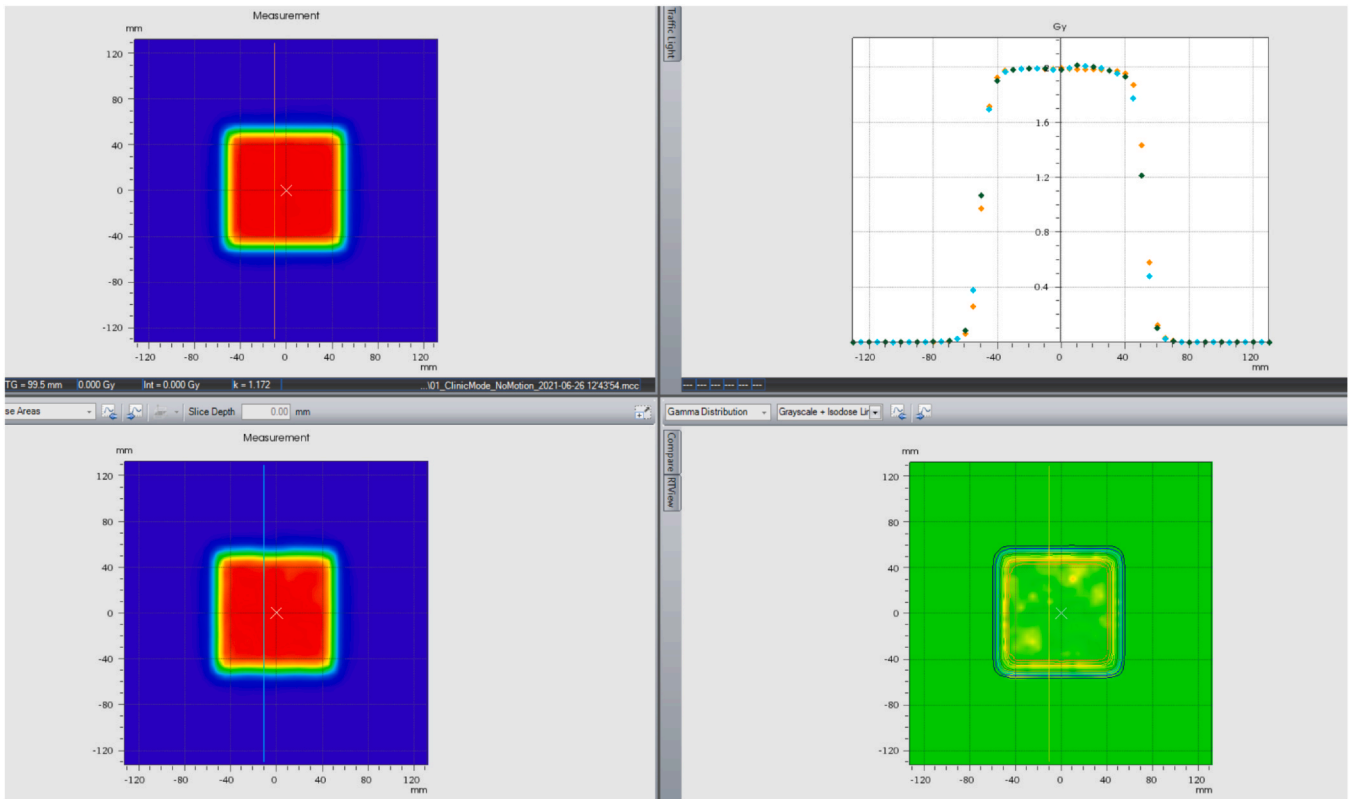 Measurement
mm
120
80
40
0
-40
-80
-120
-120 -80 -40 0 40 80 120
mm
TG = 99.5 mm 0.000 Gy Int = 0.000 Gy k = 1.172 ...\01_ClinicMode_NoMotion_2021-06-26 12'43'54.mcc
Traffic Light
Gy
1.6
1.2
0.8
0.4
-120 -80 -40 0 40 80 120
mm
--- --- --- --- --- ---
se Areas Slice Depth 0.00 mm
Measurement
mm
120
80
40
0
-40
-80
-120
-120 -80 -40 0 40 80 120
mm
Gamma Distribution Grayscale + Isodose Lir
Compare
RTView
mm
120
80
40
0
-40
-80
-120
-120 -80 -40 0 40 80 120
mm